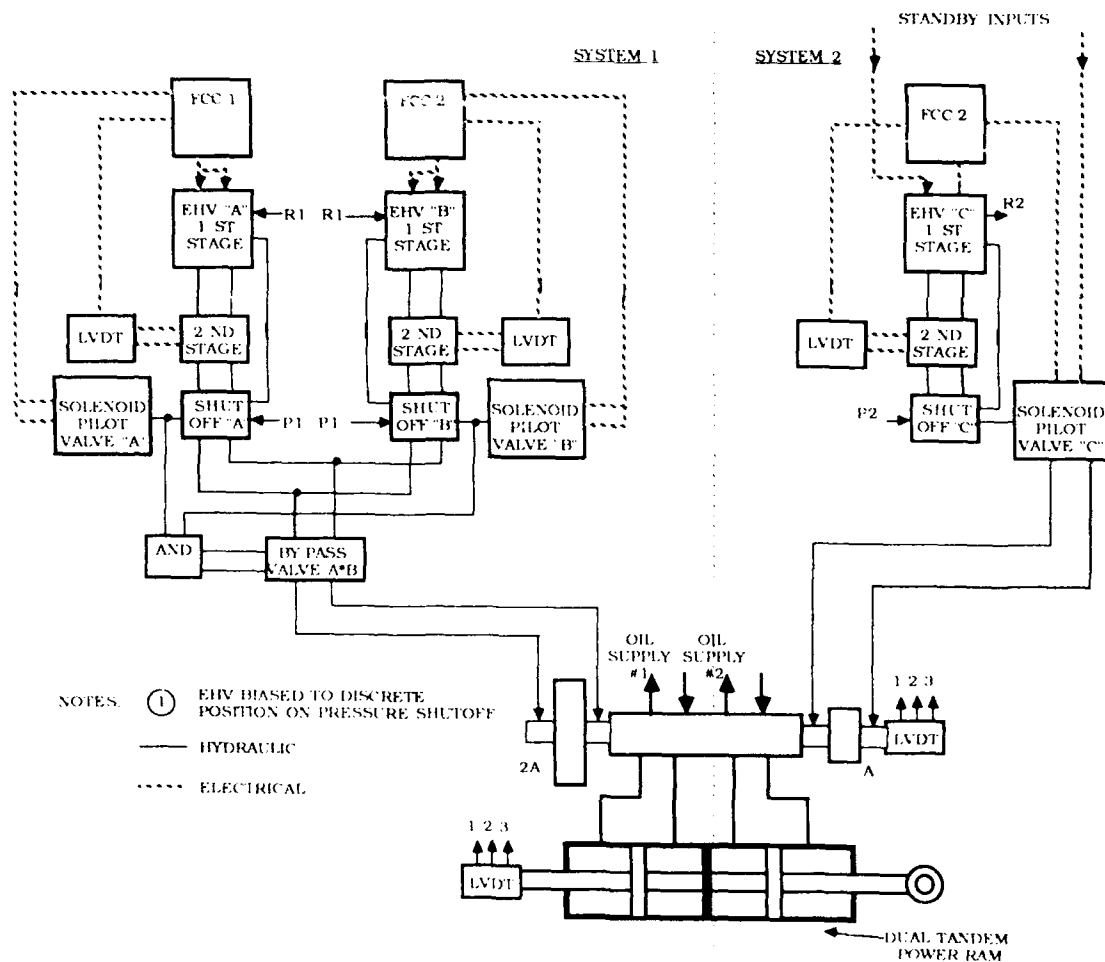 STANDBY INPUTS
SYSTEM 1
SYSTEM 2
FCC 1
FCC 2
FCC 2
EHV "A"
1 ST
STAGE
R1
R1
EHV "B"
1 ST
STAGE
EHV "C"
1 ST
STAGE
R2
LVDT
2 ND
STAGE
2 ND
STAGE
LVDT
LVDT
2 ND
STAGE
SOLENOID
PILOT
VALVE "A"
SHUT
OFF "A"
P1
P1
SHUT
OFF "B"
SOLENOID
PILOT
VALVE "B"
P2
SHUT
OFF "C"
SOLENOID
PILOT
VALVE "C"
AND
BY PASS
VALVE A*B
OIL
SUPPLY
#1
OIL
SUPPLY
#2
NOTES.
1
EHV BIASED TO DISCRETE
POSITION ON PRESSURE SHUTOFF
HYDRAULIC
ELECTRICAL
2A
A
1 2 3
LVDT
1 2 3
LVDT
DUAL TANDEM
POWER RAM